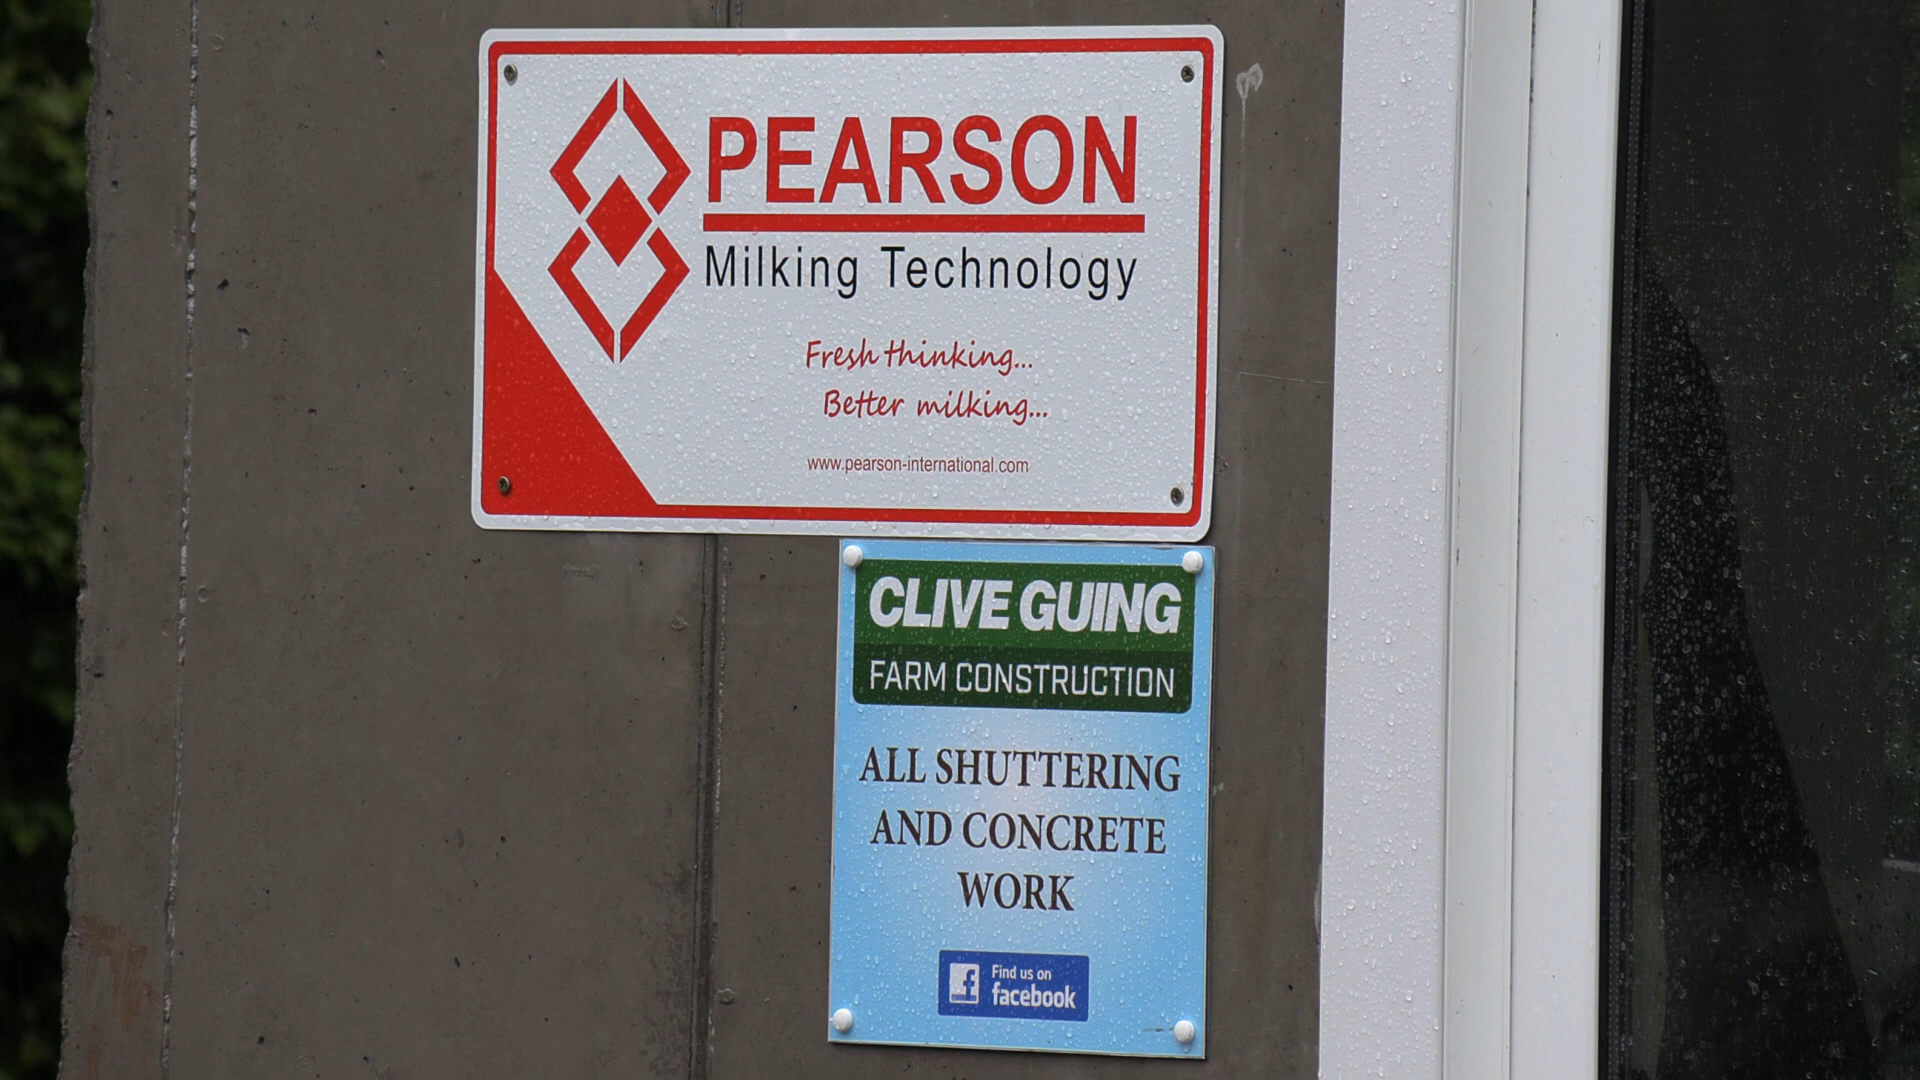 PEARSON
Milking Technology
Fresh thinking...
Better milking...
www.pearson-international.com
CLIVE GUING
FARM CONSTRUCTION
ALL SHUTTERING
AND CONCRETE
WORK
f
Find us on
facebook